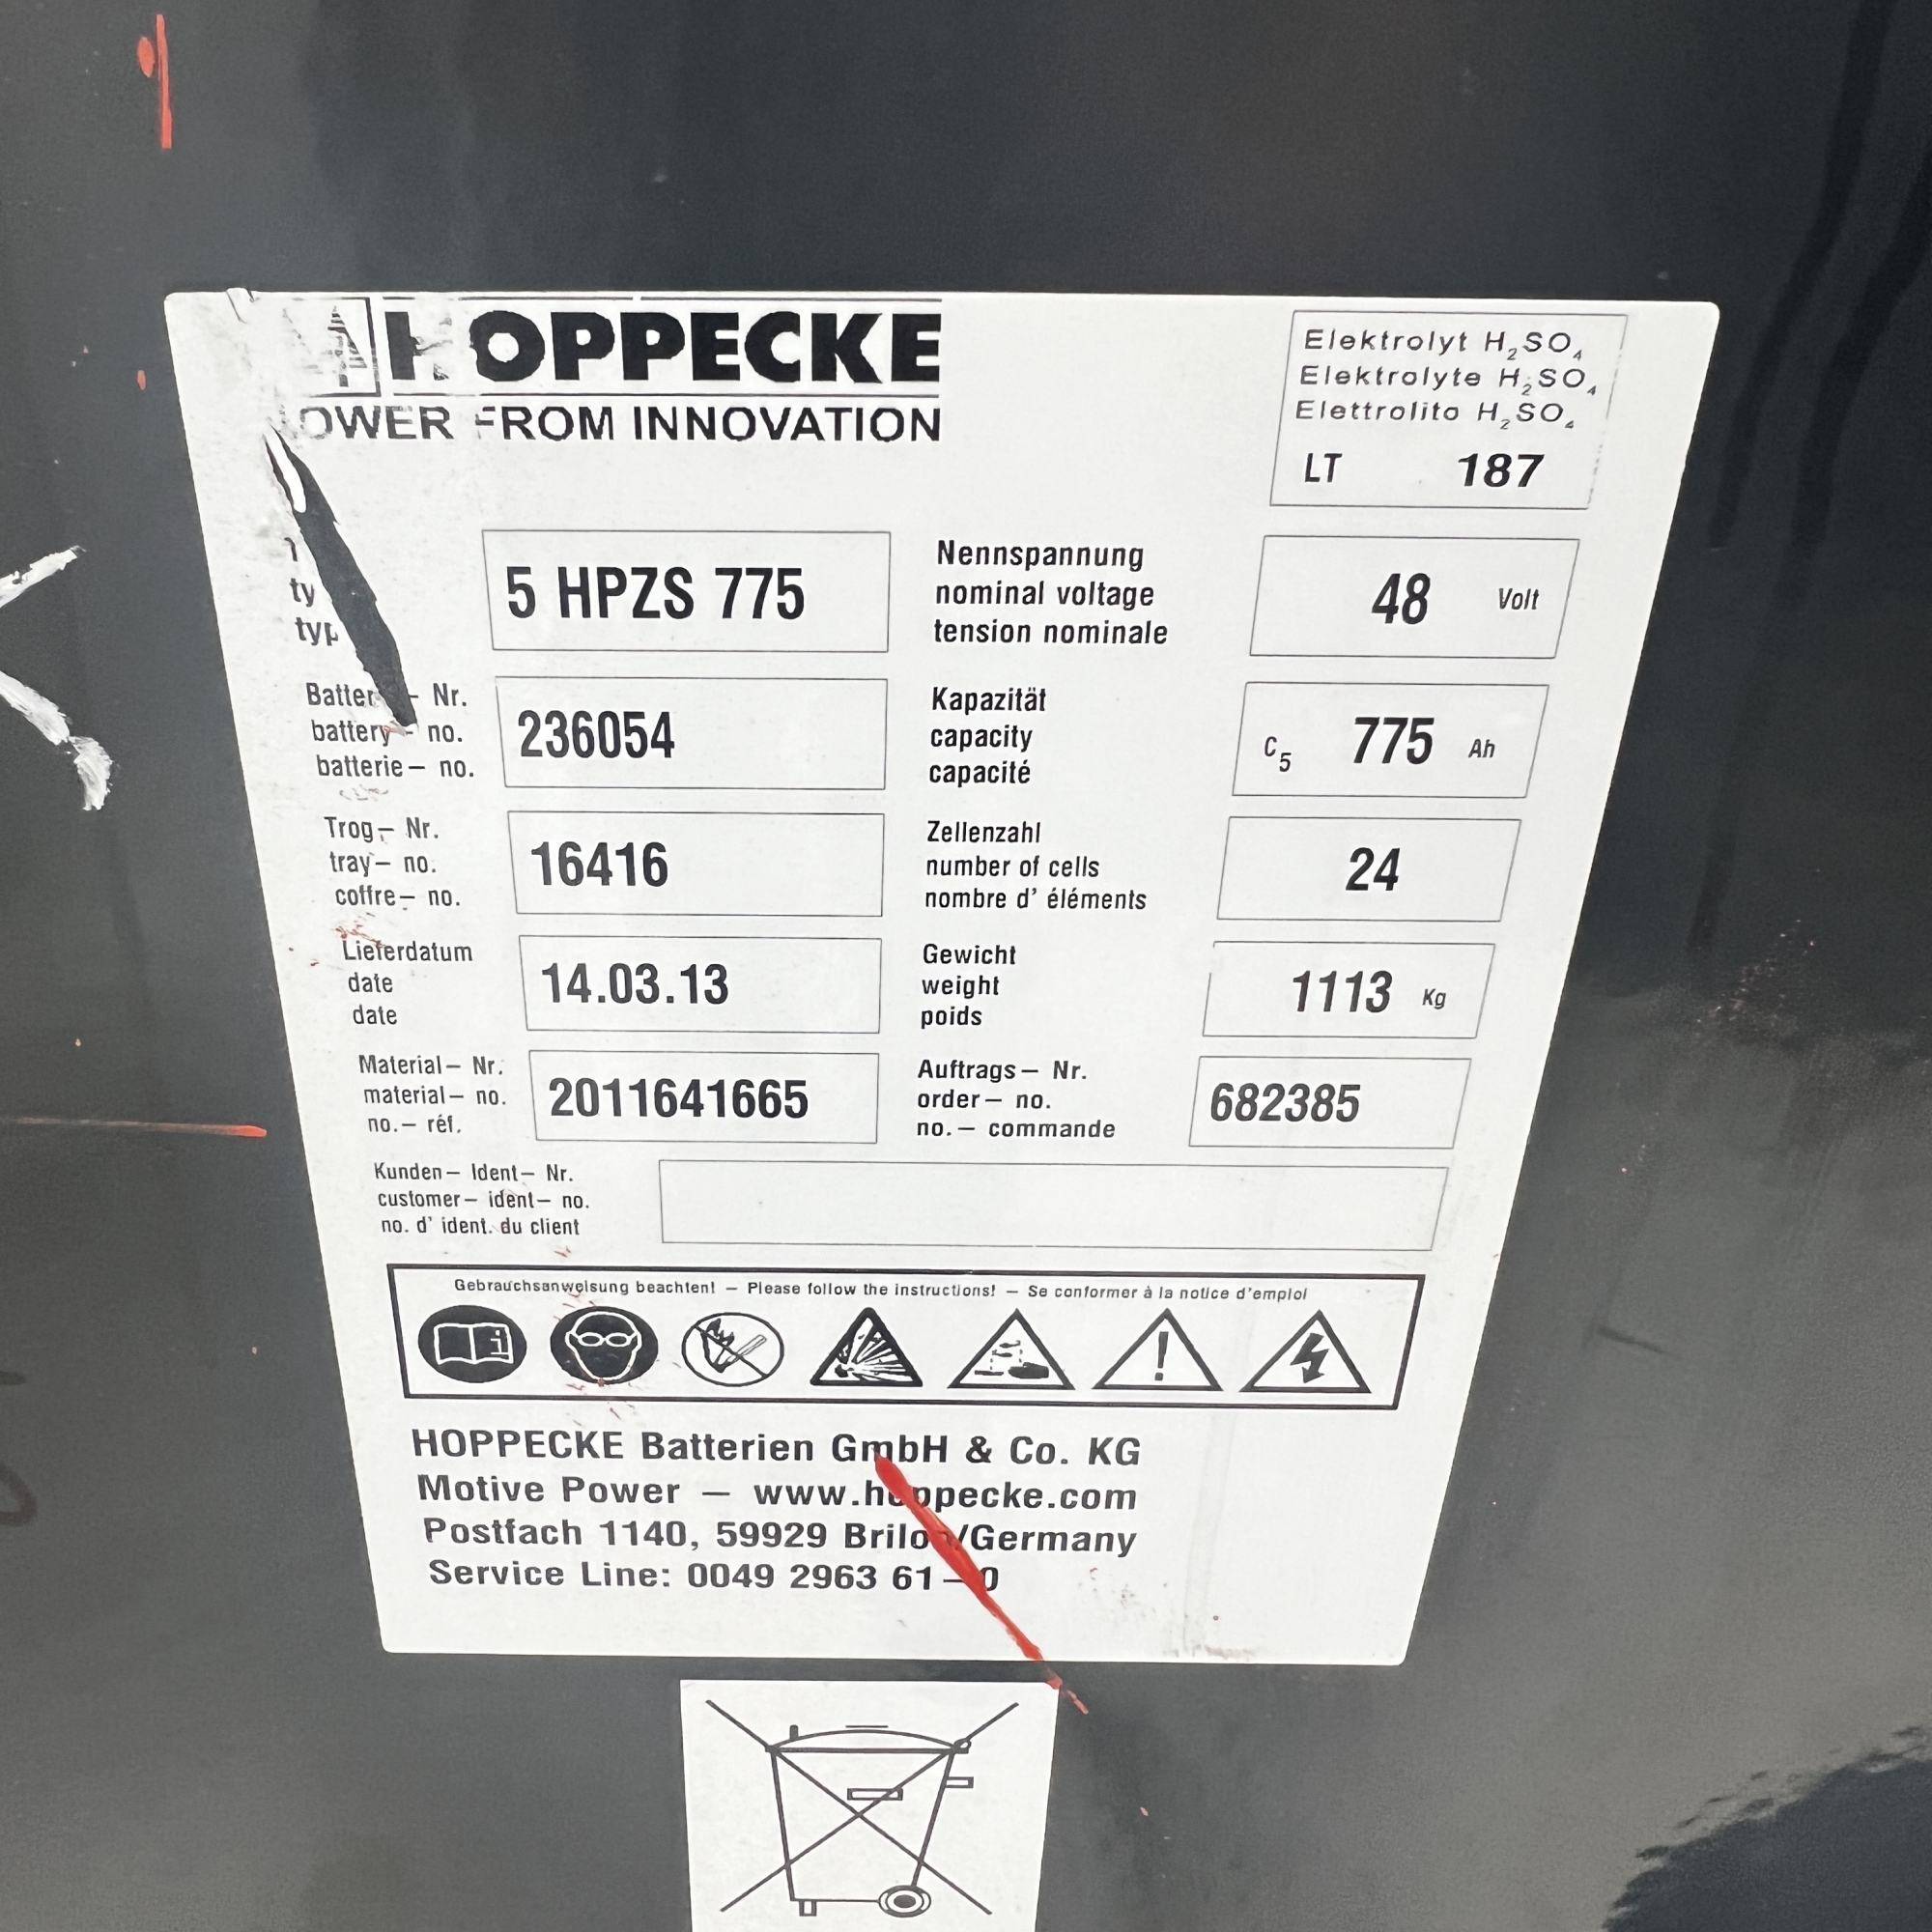 HOPPECKE
OWER FROM INNOVATION
Elektrolyt H₂SO₄
Elektrolyte H₂SO₄
Elettrolito H₂SO₄
LT 187
ty
typ
5 HPZS 775
Nennspannung
nominal voltage
tension nominale
48 Volt
Batter - Nr.
battery - no.
batterie - no.
236054
Kapazität
capacity
capacité
C₅ 775 Ah
Trog - Nr.
tray - no.
coffre - no.
16416
Zellenzahl
number of cells
nombre d' éléments
24
Lieferdatum
date
date
14.03.13
Gewicht
weight
poids
1113 Kg
Material - Nr.
material - no.
no. - réf.
2011641665
Auftrags - Nr.
order - no.
no. - commande
682385
Kunden - Ident - Nr.
customer - ident - no.
no. d' ident. du client
Gebrauchsanweisung beachten! - Please follow the instructions! - Se conformer à la notice d'emploi
HOPPECKE Batterien GmbH & Co. KG
Motive Power - www.hoppecke.com
Postfach 1140, 59929 Brilon/Germany
Service Line: 0049 2963 61-0